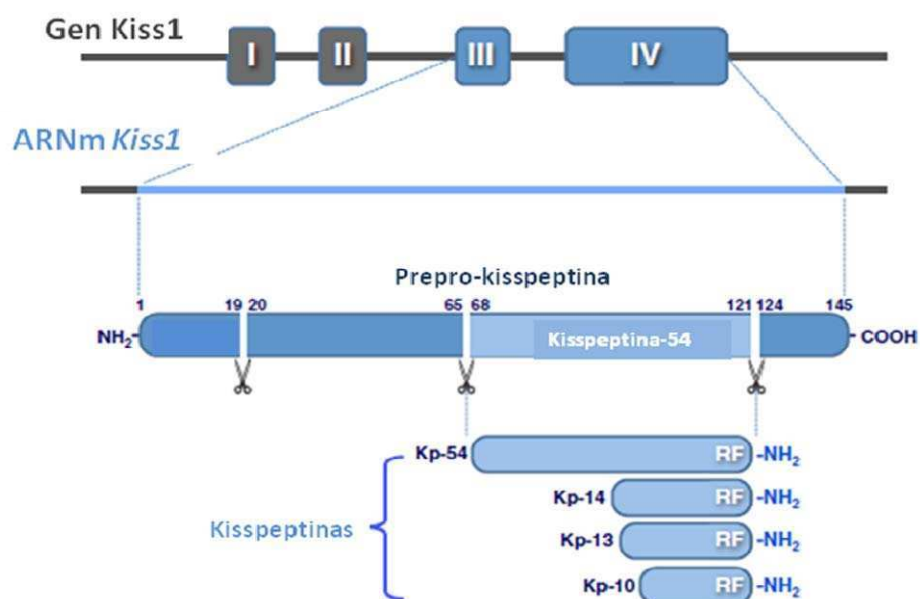 Gen Kiss1
I II III IV
ARNm Kiss1
Prepro-kisspeptina
1 19 20 65 68 121 124 145
NH2- Kisspeptina-54 - COOH
Kp-54 RF -NH2
Kp-14 RF -NH2
Kisspeptinas
Kp-13 RF -NH2
Kp-10 RF -NH2